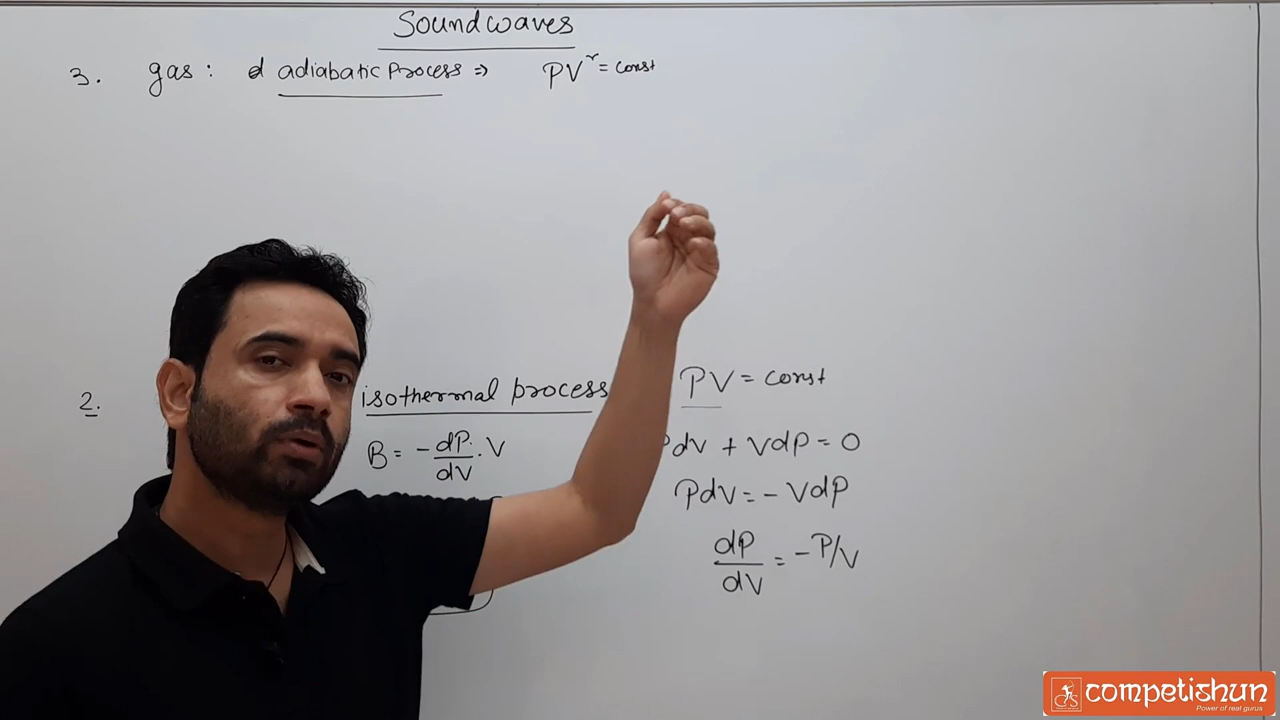 Soundwaves
3. gas: adiabatic process ⇒ PV^γ = const
2. isothermal process PV = const
B = -dP/dV . V
PdV + VdP = 0
PdV = - VdP
dP/dV = -P/V
competishun
Power of real gurus